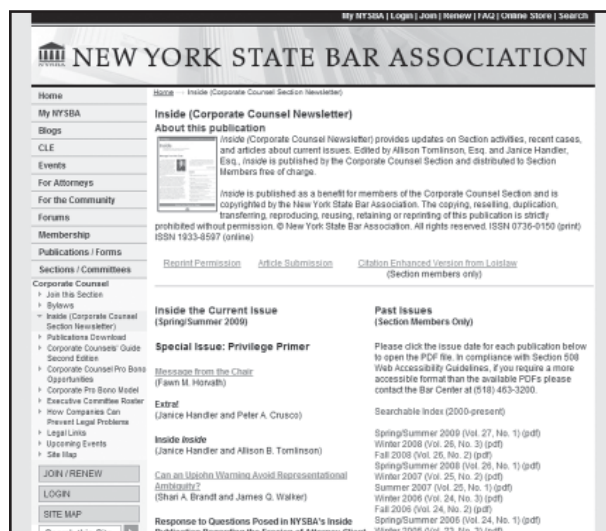 My NYSBA | Login | Join | Renew | FAQ | Online Store | Search
NYSBA
NEW YORK STATE BAR ASSOCIATION
Home
My NYSBA
Blogs
CLE
Events
For Attorneys
For the Community
Forums
Membership
Publications / Forms
Sections / Committees
Corporate Counsel
Join this Section
Bylaws
Inside (Corporate Counsel
Section Newsletter)
Publications Download
Corporate Counsels' Guide
Second Edition
Corporate Counsel Pro Bono
Opportunities
Corporate Pro Bono Model
Executive Committee Roster
How Companies Can
Prevent Legal Problems
Legal Links
Upcoming Events
Site Map
JOIN / RENEW
LOGIN
SITE MAP
Home → Inside (Corporate Counsel Section Newsletter)
Inside (Corporate Counsel Section Newsletter)
About this publication
Inside (Corporate Counsel Newsletter) provides updates on Section activities, recent cases,
and articles about current issues. Edited by Allison Tomlinson, Esq. and Janice Handler,
Esq., Inside is published by the Corporate Counsel Section and distributed to Section
Members free of charge.
Inside is published as a benefit for members of the Corporate Counsel Section and is
copyrighted by the New York State Bar Association. The copying, reselling, duplication,
transferring, reproducing, reusing, retaining or reprinting of this publication is strictly
prohibited without permission. © New York State Bar Association. All rights reserved. ISSN 0736-0150 (print)
ISSN 1933-8597 (online)
Reprint Permission Article Submission Citation Enhanced Version from Loislaw
(Section members only)
Inside the Current Issue
(Spring/Summer 2009)
Special Issue: Privilege Primer
Message from the Chair
(Fawn M. Horvath)
Extra!
(Janice Handler and Peter A. Crusco)
Inside Inside
(Janice Handler and Allison B. Tomlinson)
Can an Upjohn Warning Avoid Representational
Ambiguity?
(Shari A. Brandt and James Q. Walker)
Response to Questions Posed in NYSBA's Inside
Past Issues
(Section Members Only)
Please click the issue date for each publication below
to open the PDF file. In compliance with Section 508
Web Accessibility Guidelines, if you require a more
accessible format than the available PDFs please
contact the Bar Center at (518) 463-3200.
Searchable Index (2000-present)
Spring/Summer 2009 (Vol. 27, No. 1) (pdf)
Winter 2008 (Vol. 26, No. 3) (pdf)
Fall 2008 (Vol. 26, No. 2) (pdf)
Spring/Summer 2008 (Vol. 26, No. 1) (pdf)
Winter 2007 (Vol. 25, No. 2) (pdf)
Summer 2007 (Vol. 25, No. 1) (pdf)
Winter 2006 (Vol. 24, No. 3) (pdf)
Fall 2006 (Vol. 24, No. 2) (pdf)
Spring/Summer 2006 (Vol. 24, No. 1) (pdf)